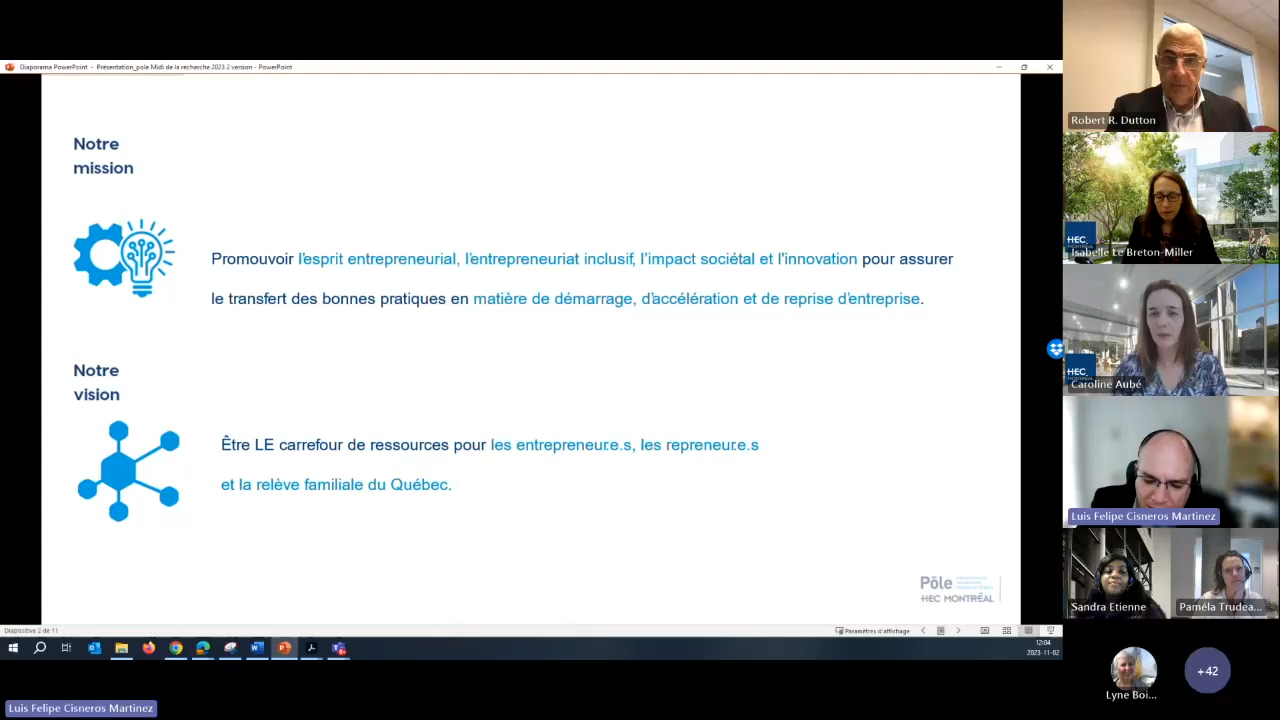 Diaporama PowerPoint - Présentation_pole Midi de la recherche 2023 2 version - PowerPoint
Notre
mission
Promouvoir l'esprit entrepreneurial, l'entrepreneuriat inclusif, l'impact sociétal et l'innovation pour assurer
le transfert des bonnes pratiques en matière de démarrage, d'accélération et de reprise d'entreprise.
Notre
vision
Être LE carrefour de ressources pour les entrepreneur.e.s, les repreneur.e.s
et la relève familiale du Québec.
Pôle
HEC MONTRÉAL
Diapositive 2 de 11
Paramètres d'affichage
12:04
2023-11-02
Robert R. Dutton
HEC
MONTRÉAL
Isabelle Le Breton-Miller
HEC
MONTRÉAL
Caroline Aubé
Luis Felipe Cisneros Martinez
Sandra Etienne
Paméla Trudea...
Lyne Boi...
+42
Luis Felipe Cisneros Martinez